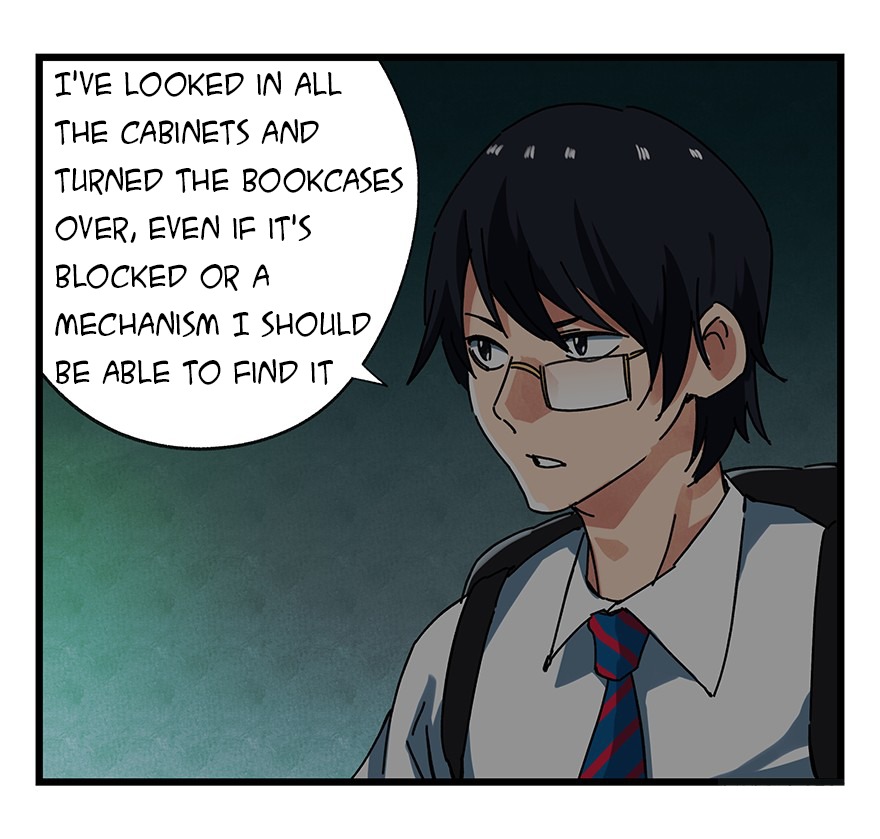 I'VE LOOKED IN ALL
THE CABINETS AND
TURNED THE BOOKCASES
OVER, EVEN IF IT'S
BLOCKED OR A
MECHANISM I SHOULD
BE ABLE TO FIND IT